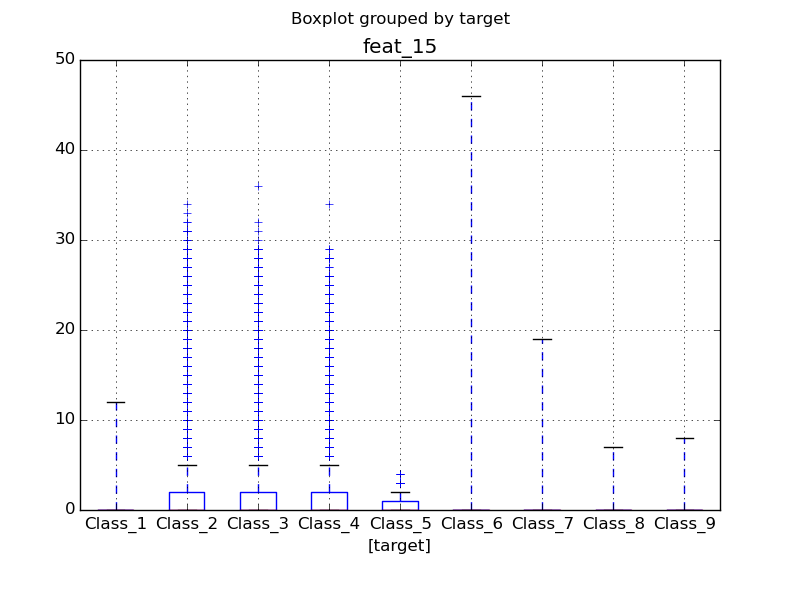 Boxplot grouped by target
feat_15
50
40
30
20
10
0
Class_1 Class_2 Class_3 Class_4 Class_5 Class_6 Class_7 Class_8 Class_9
[target]